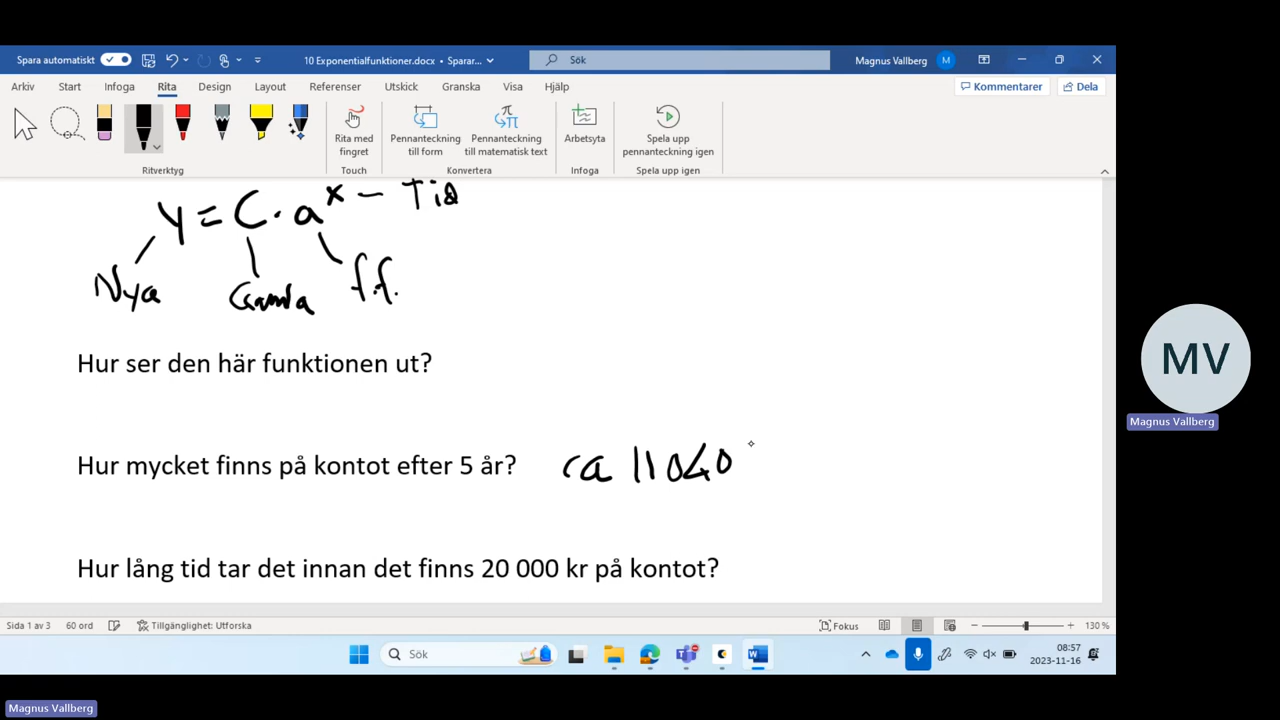 Spara automatiskt
10 Exponentialfunktioner.docx • Sparar...
Sök
Magnus Vallberg
M
Arkiv
Start
Infoga
Rita
Design
Layout
Referenser
Utskick
Granska
Visa
Hjälp
Kommentarer
Dela
Rita med fingret
Pennanteckning till form
Pennanteckning till matematisk text
Arbetsyta
Spela upp pennanteckning igen
Ritverktyg
Touch
Konvertera
Infoga
Spela upp igen
y = C · a^x – Tid
Nya
Gamla
f.f.
Hur ser den här funktionen ut?
Hur mycket finns på kontot efter 5 år? ca 11040
Hur lång tid tar det innan det finns 20 000 kr på kontot?
MV
Magnus Vallberg
Sida 1 av 3
60 ord
Tillgänglighet: Utforska
Fokus
130 %
Sök
08:57
2023-11-16
Magnus Vallberg